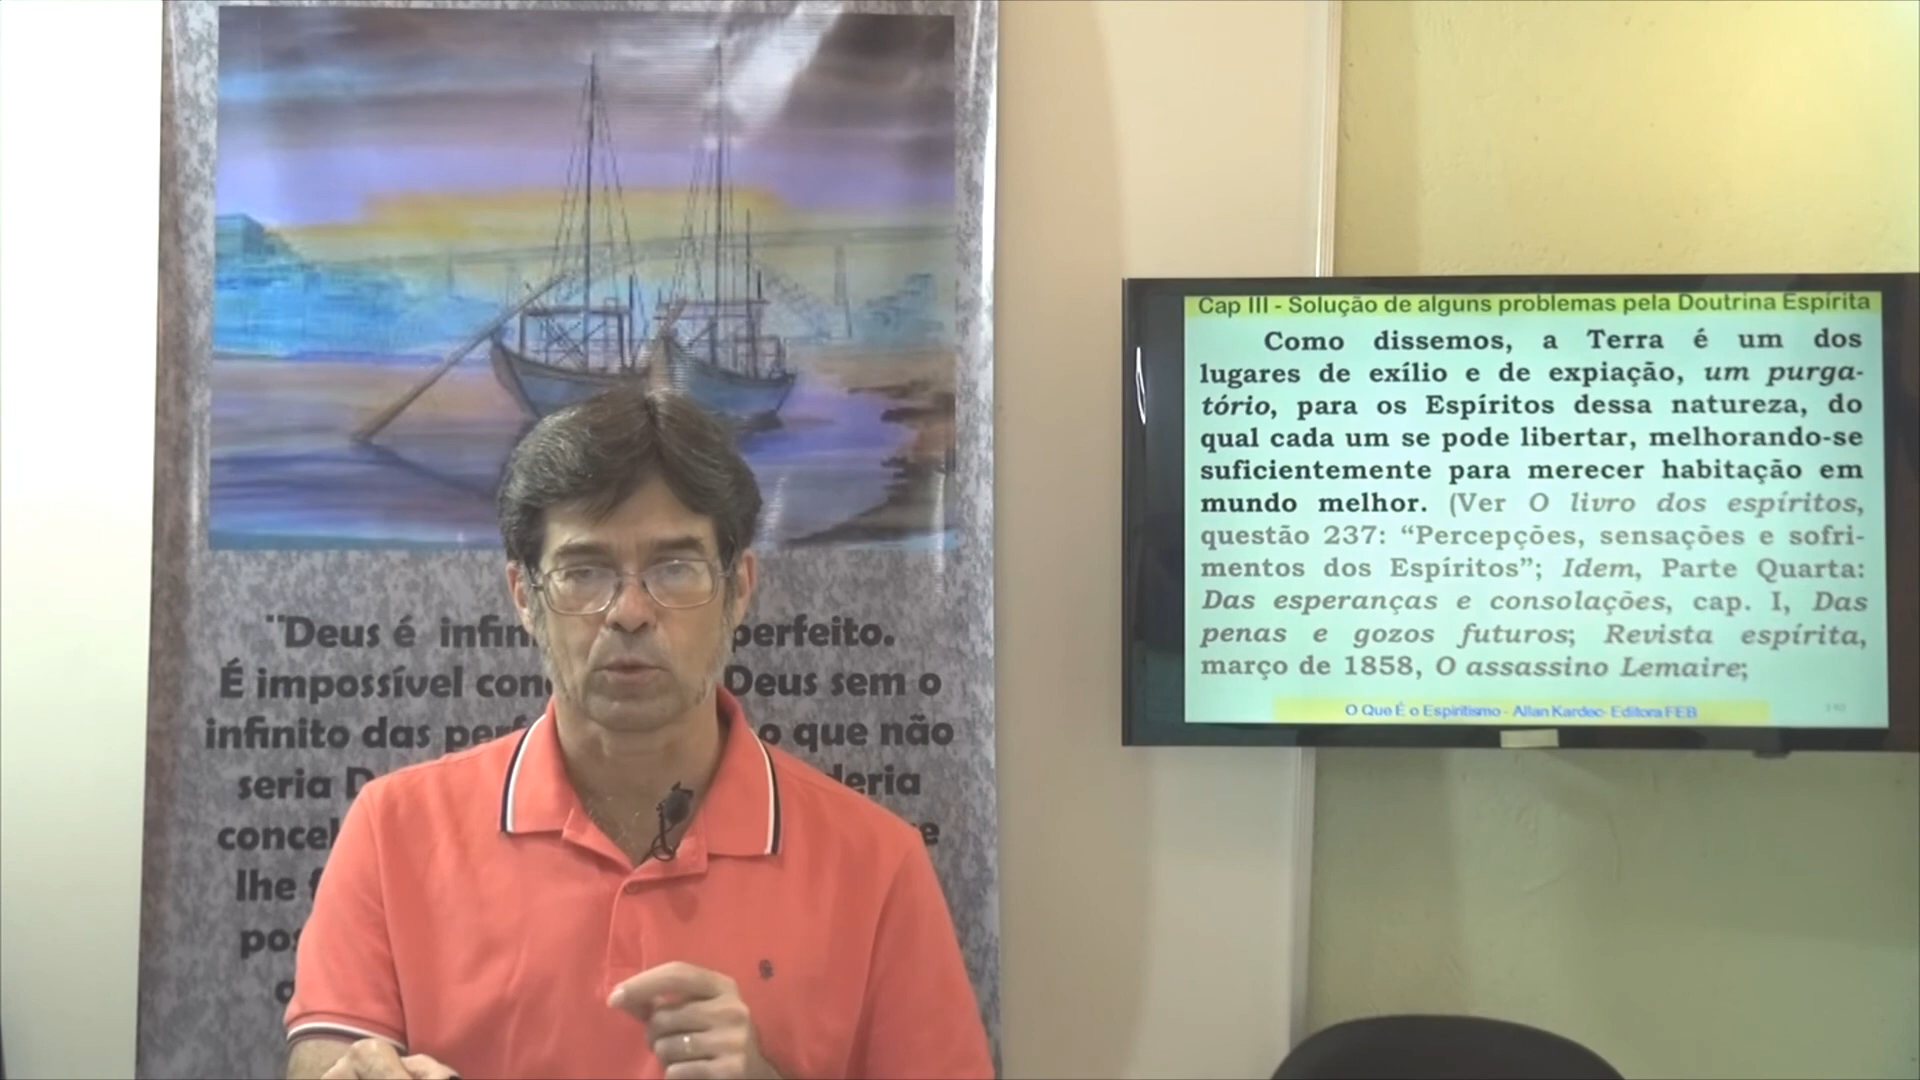 ¨Deus é infin perfeito.
É impossível con Deus sem o
infinito das per o que não
seria D deria
conce e
lhe
pos
Cap III - Solução de alguns problemas pela Doutrina Espírita
Como dissemos, a Terra é um dos
lugares de exílio e de expiação, um purga-
tório, para os Espíritos dessa natureza, do
qual cada um se pode libertar, melhorando-se
suficientemente para merecer habitação em
mundo melhor. (Ver O livro dos espíritos,
questão 237: “Percepções, sensações e sofri-
mentos dos Espíritos”; Idem, Parte Quarta:
Das esperanças e consolações, cap. I, Das
penas e gozos futuros; Revista espírita,
março de 1858, O assassino Lemaire;
O Que É o Espiritismo - Allan Kardec- Editora FEB